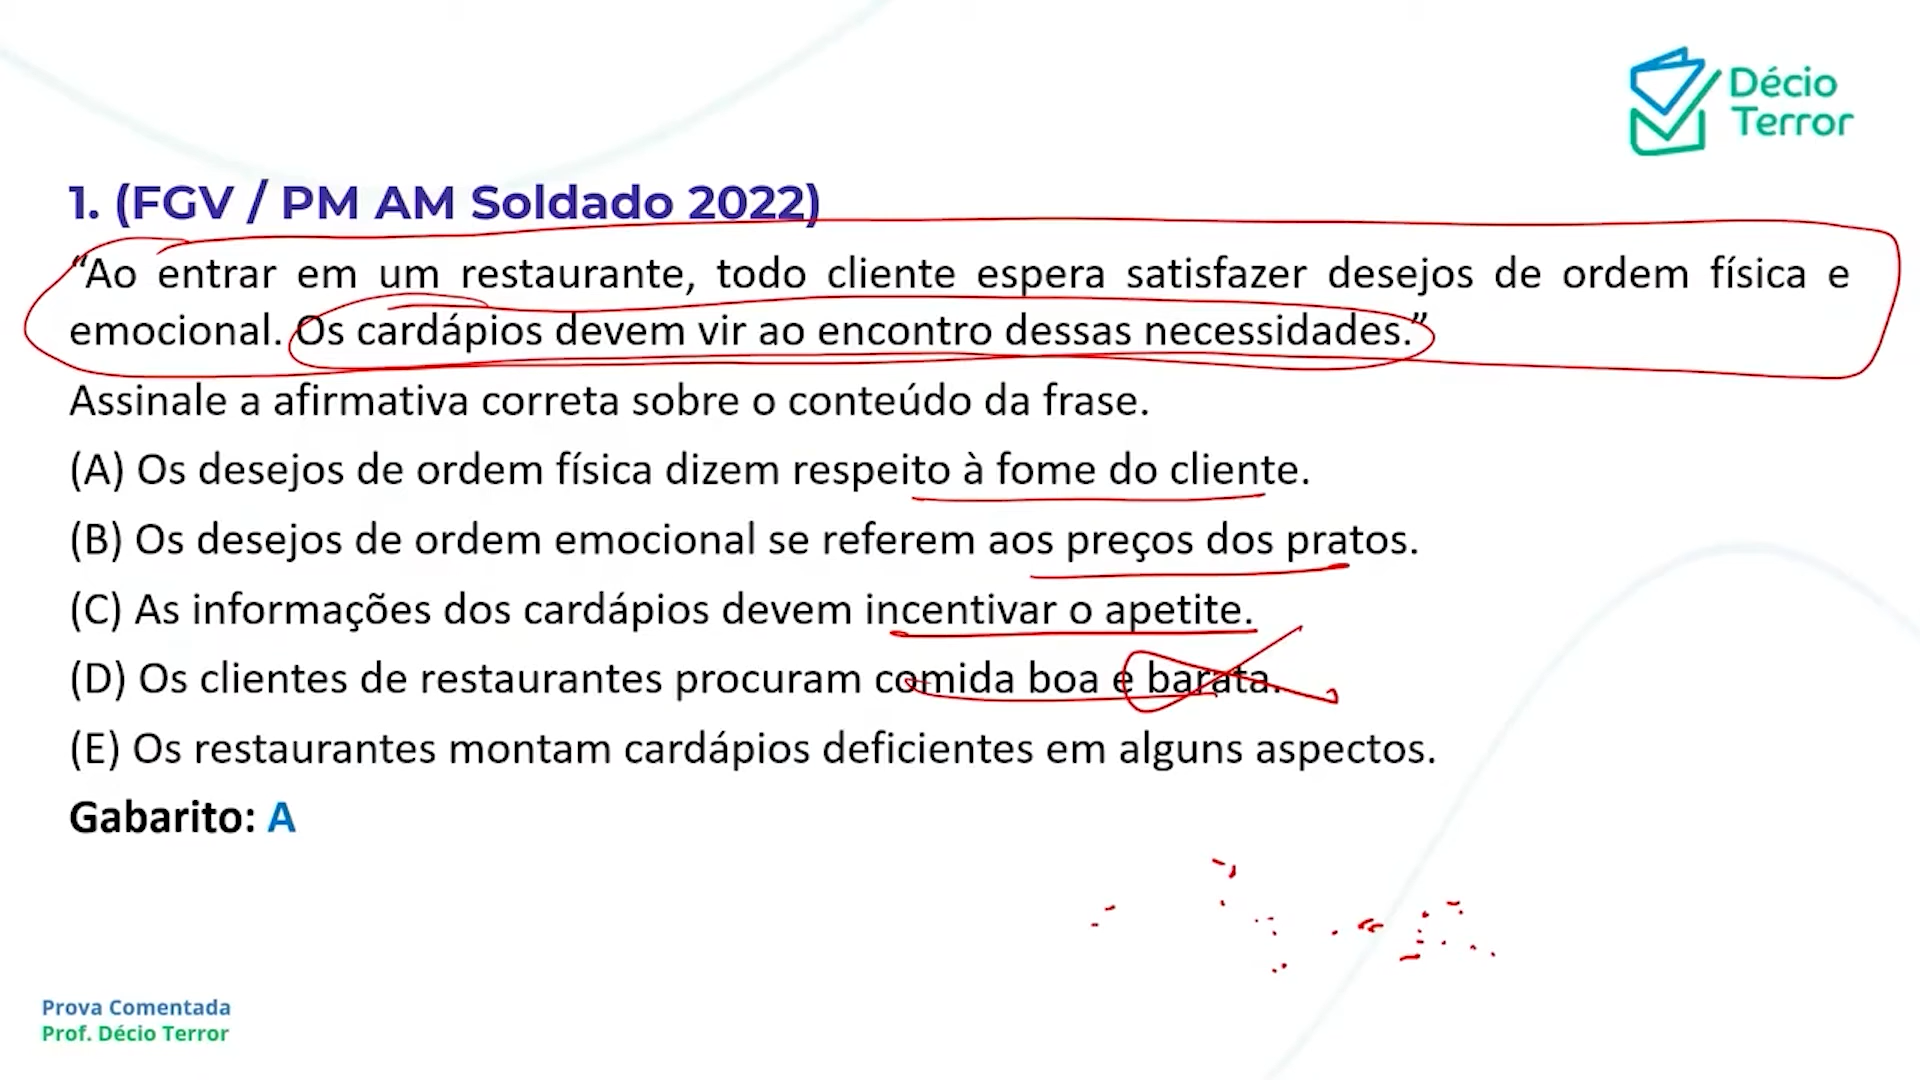 Décio
Terror
1. (FGV / PM AM Soldado 2022)
“Ao entrar em um restaurante, todo cliente espera satisfazer desejos de ordem física e
emocional. Os cardápios devem vir ao encontro dessas necessidades.”
Assinale a afirmativa correta sobre o conteúdo da frase.
(A) Os desejos de ordem física dizem respeito à fome do cliente.
(B) Os desejos de ordem emocional se referem aos preços dos pratos.
(C) As informações dos cardápios devem incentivar o apetite.
(D) Os clientes de restaurantes procuram comida boa e barata.
(E) Os restaurantes montam cardápios deficientes em alguns aspectos.
Gabarito: A
Prova Comentada
Prof. Décio Terror